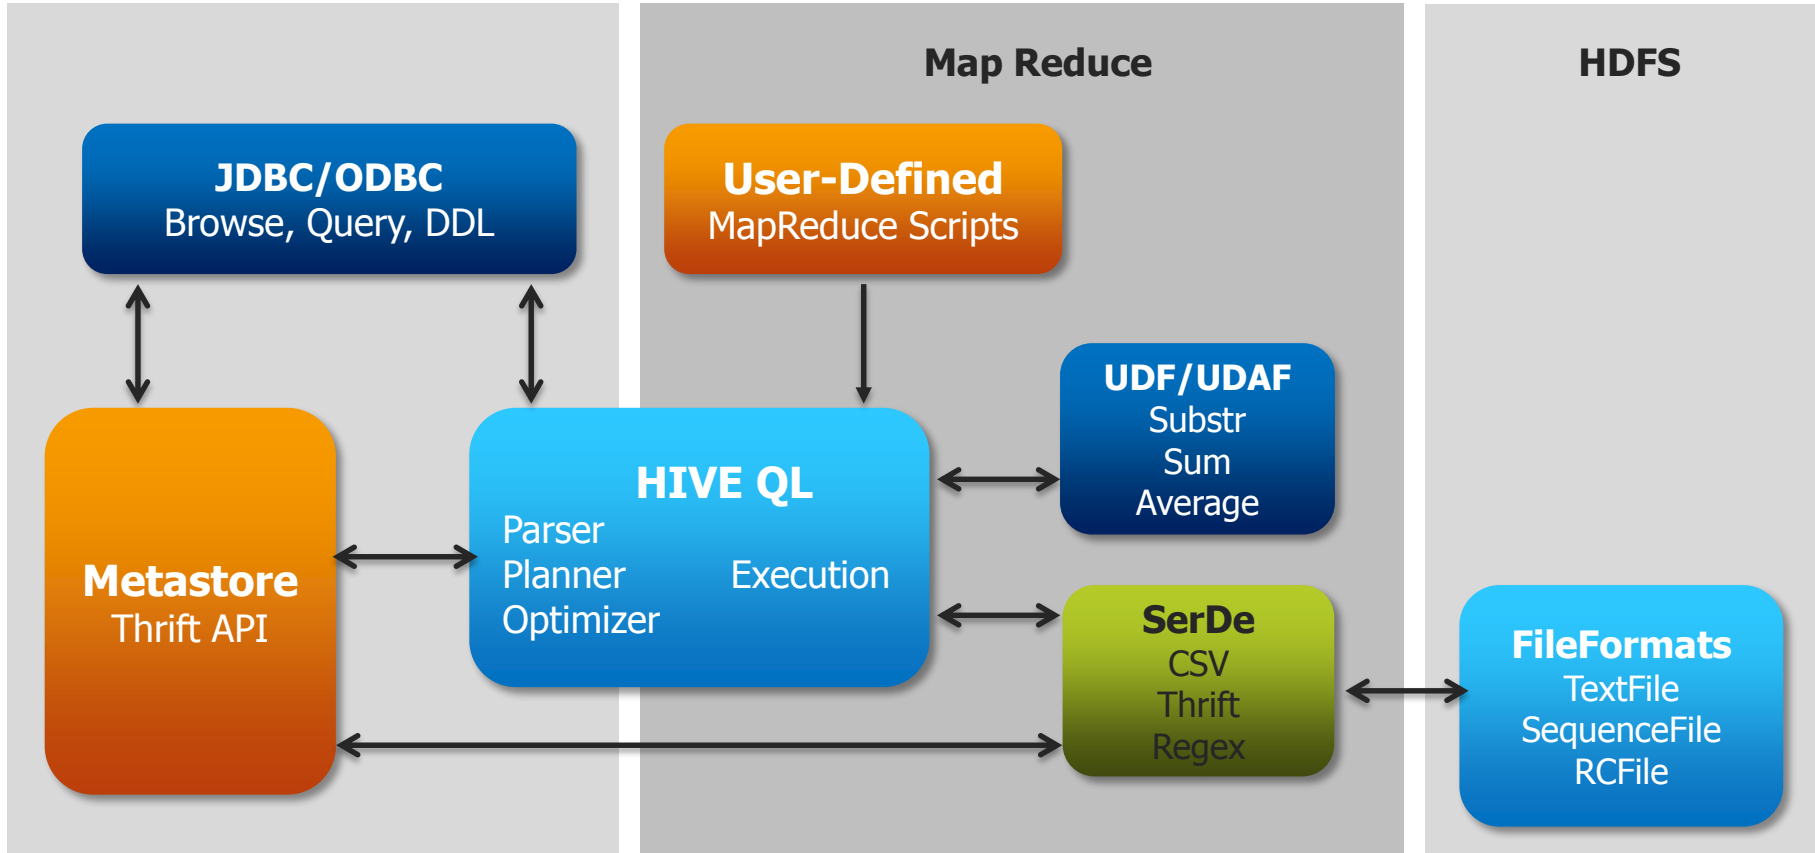 Map Reduce
HDFS
JDBC/ODBC
Browse, Query, DDL
User-Defined
MapReduce Scripts
UDF/UDAF
Substr
Sum
Average
HIVE QL
Parser
Planner
Execution
Optimizer
Metastore
Thrift API
SerDe
CSV
Thrift
Regex
FileFormats
TextFile
SequenceFile
RCFile